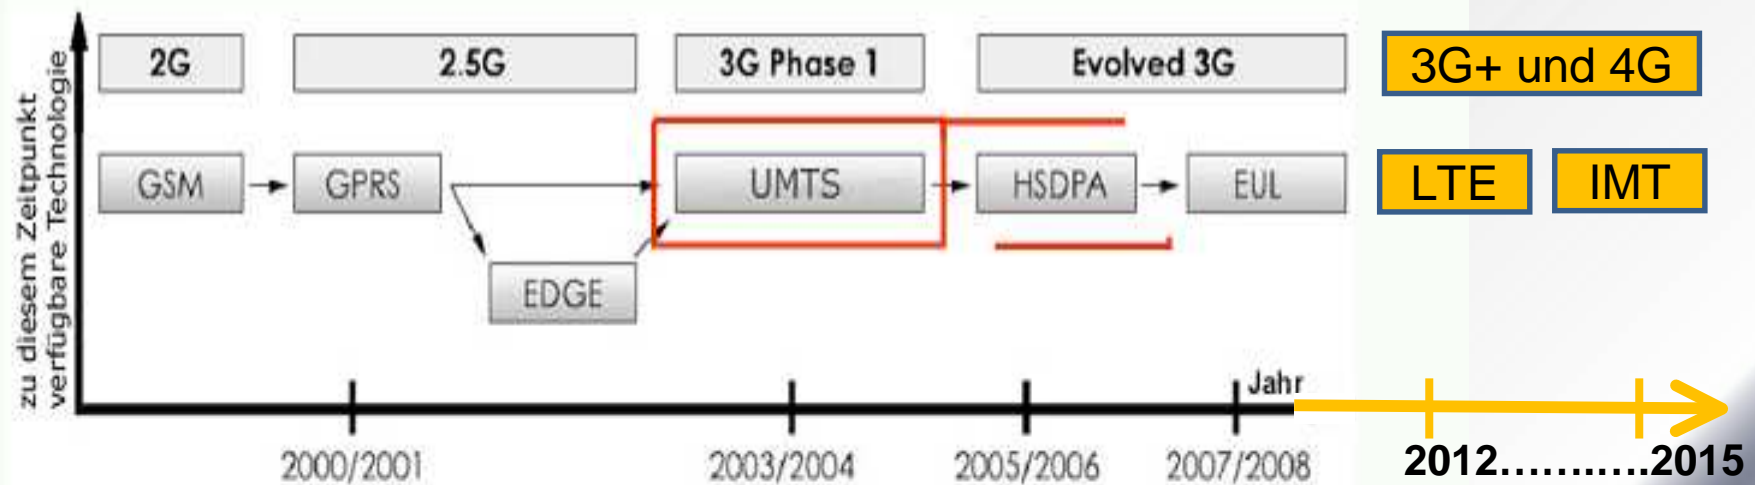 zu diesem Zeitpunkt
verfügbare Technologie
2G
2.5G
3G Phase 1
Evolved 3G
3G+ und 4G
GSM
GPRS
UMTS
HSDPA
EUL
LTE
IMT
EDGE
Jahr
2000/2001
2003/2004
2005/2006
2007/2008
2012…….….2015